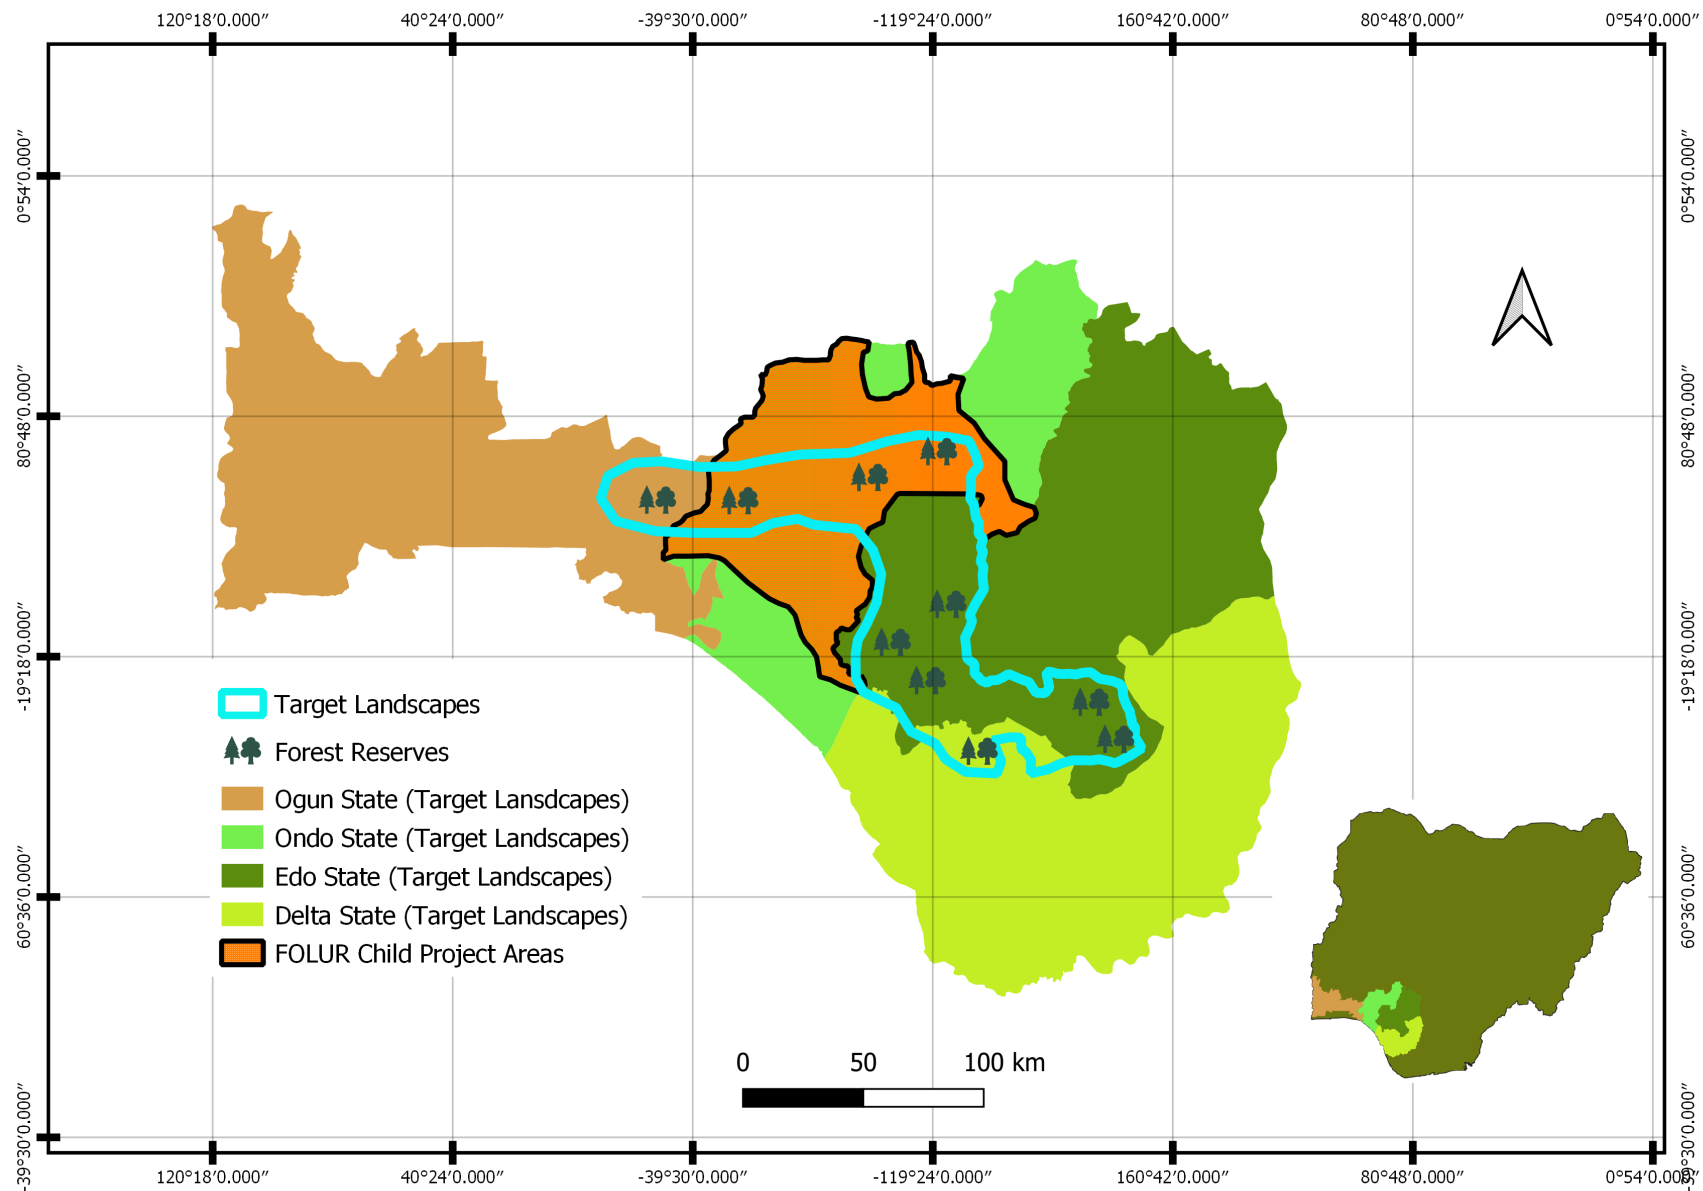 120°18′0.000″ 40°24′0.000″ -39°30′0.000″ -119°24′0.000″ 160°42′0.000″ 80°48′0.000″ 0°54′0.000″
0°54′0.000″
80°48′0.000″
-19°18′0.000″
60°36′0.000″
-39°30′0.000″
Target Landscapes
Forest Reserves
Ogun State (Target Lansdcapes)
Ondo State (Target Landscapes)
Edo State (Target Landscapes)
Delta State (Target Landscapes)
FOLUR Child Project Areas
0 50 100 km
0°54′0.000″
80°48′0.000″
-19°18′0.000″
60°36′0.000″
-39°30′0.000″
120°18′0.000″ 40°24′0.000″ -39°30′0.000″ -119°24′0.000″ 160°42′0.000″ 80°48′0.000″ 0°54′0.000″